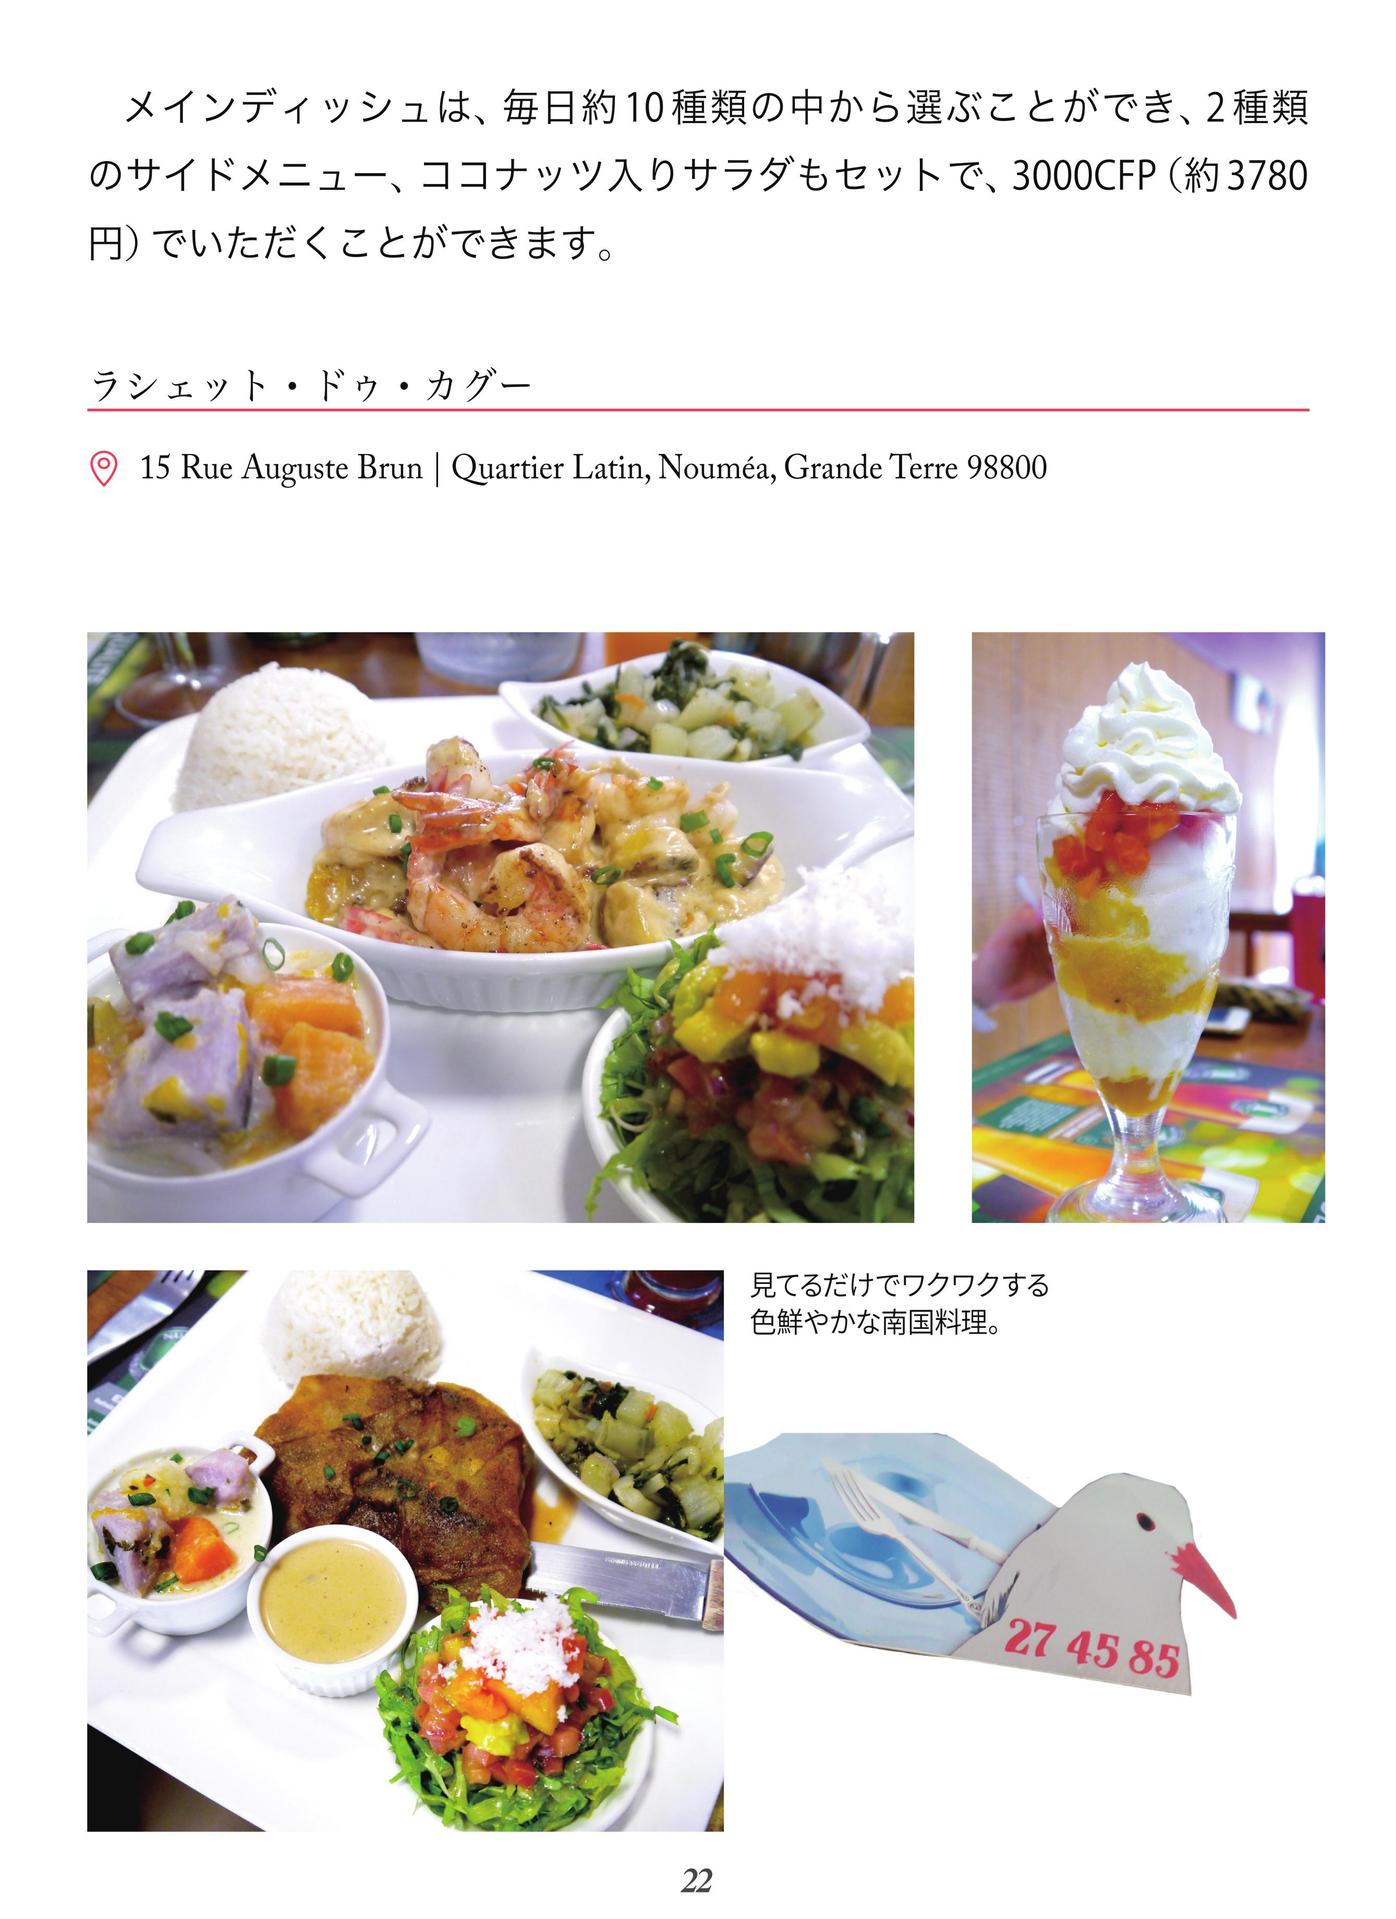 メインディッシュは、毎日約10種類の中から選ぶことができ、2種類
のサイドメニュー、ココナッツ入りサラダもセットで、3000CFP（約3780
円）でいただくことができます。
ラシェット・ドゥ・カグー
15 Rue Auguste Brun | Quartier Latin, Nouméa, Grande Terre 98800
見てるだけでワクワクする
色鮮やかな南国料理。
27 45 85
22